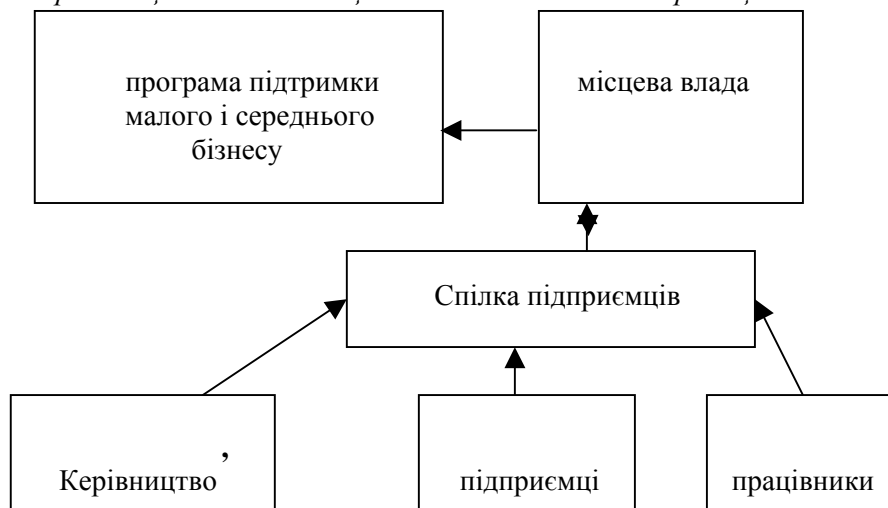 програма підтримки
малого і середнього
бізнесу
місцева влада
Спілка підприємців
Керівництво ’
підприємці
працівники